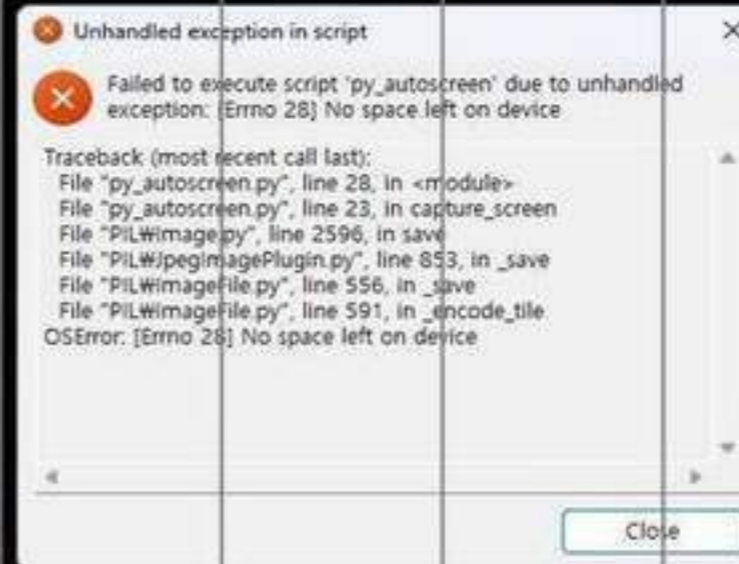 Unhandled exception in script
Failed to execute script 'py_autoscreen' due to unhandled
exception: [Errno 28] No space left on device
Traceback (most recent call last):
File "py_autoscreen.py", line 28, in <module>
File "py_autoscreen.py", line 23, in capture_screen
File "PIL₩Image.py", line 2596, in save
File "PIL₩JpegImagePlugin.py", line 853, in _save
File "PIL₩ImageFile.py", line 556, in _save
File "PIL₩ImageFile.py", line 591, in _encode_tile
OSError: [Errno 28] No space left on device
Close